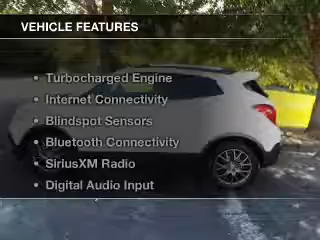 VEHICLE FEATURES
• Turbocharged Engine
• Internet Connectivity
• Blindspot Sensors
• Bluetooth Connectivity
• SiriusXM Radio
• Digital Audio Input